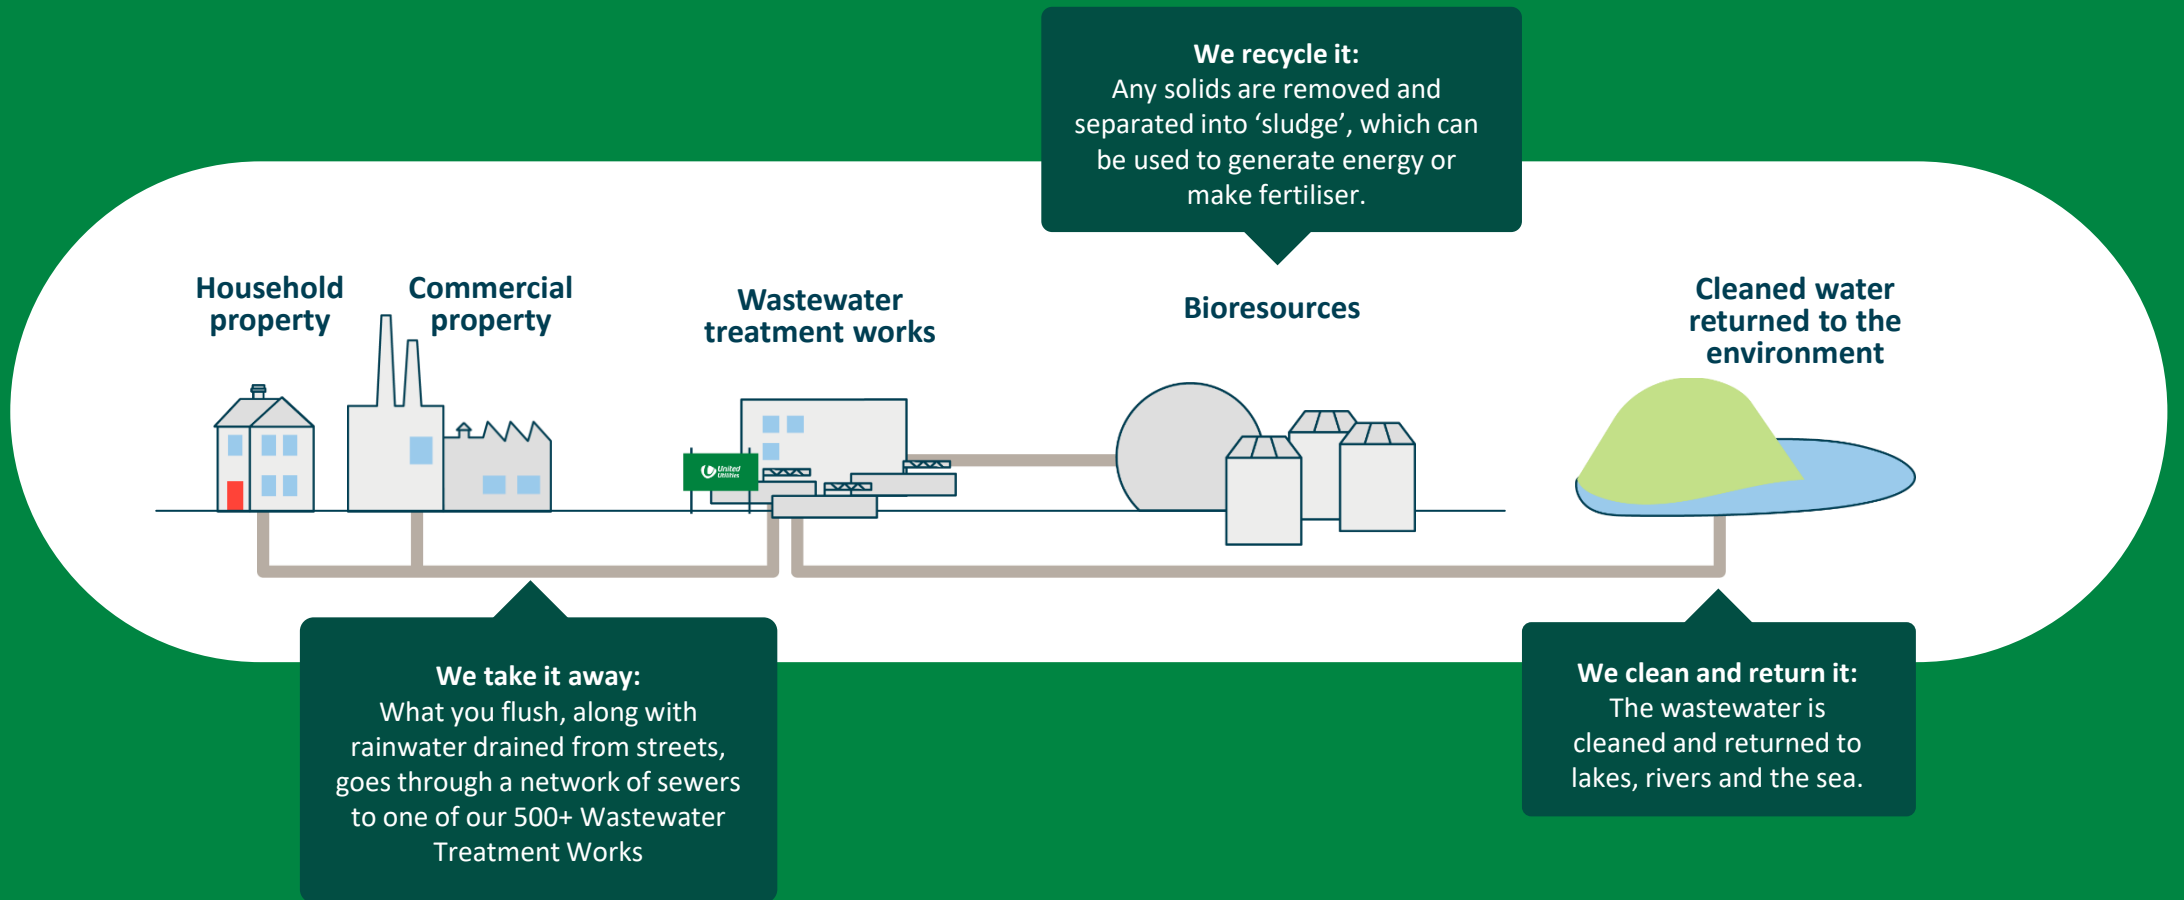 We recycle it:
Any solids are removed and
separated into ‘sludge’, which can
be used to generate energy or
make fertiliser.
Household
property
Commercial
property
Wastewater
treatment works
Bioresources
Cleaned water
returned to the
environment
United
Utilities
We take it away:
What you flush, along with
rainwater drained from streets,
goes through a network of sewers
to one of our 500+ Wastewater
Treatment Works
We clean and return it:
The wastewater is
cleaned and returned to
lakes, rivers and the sea.